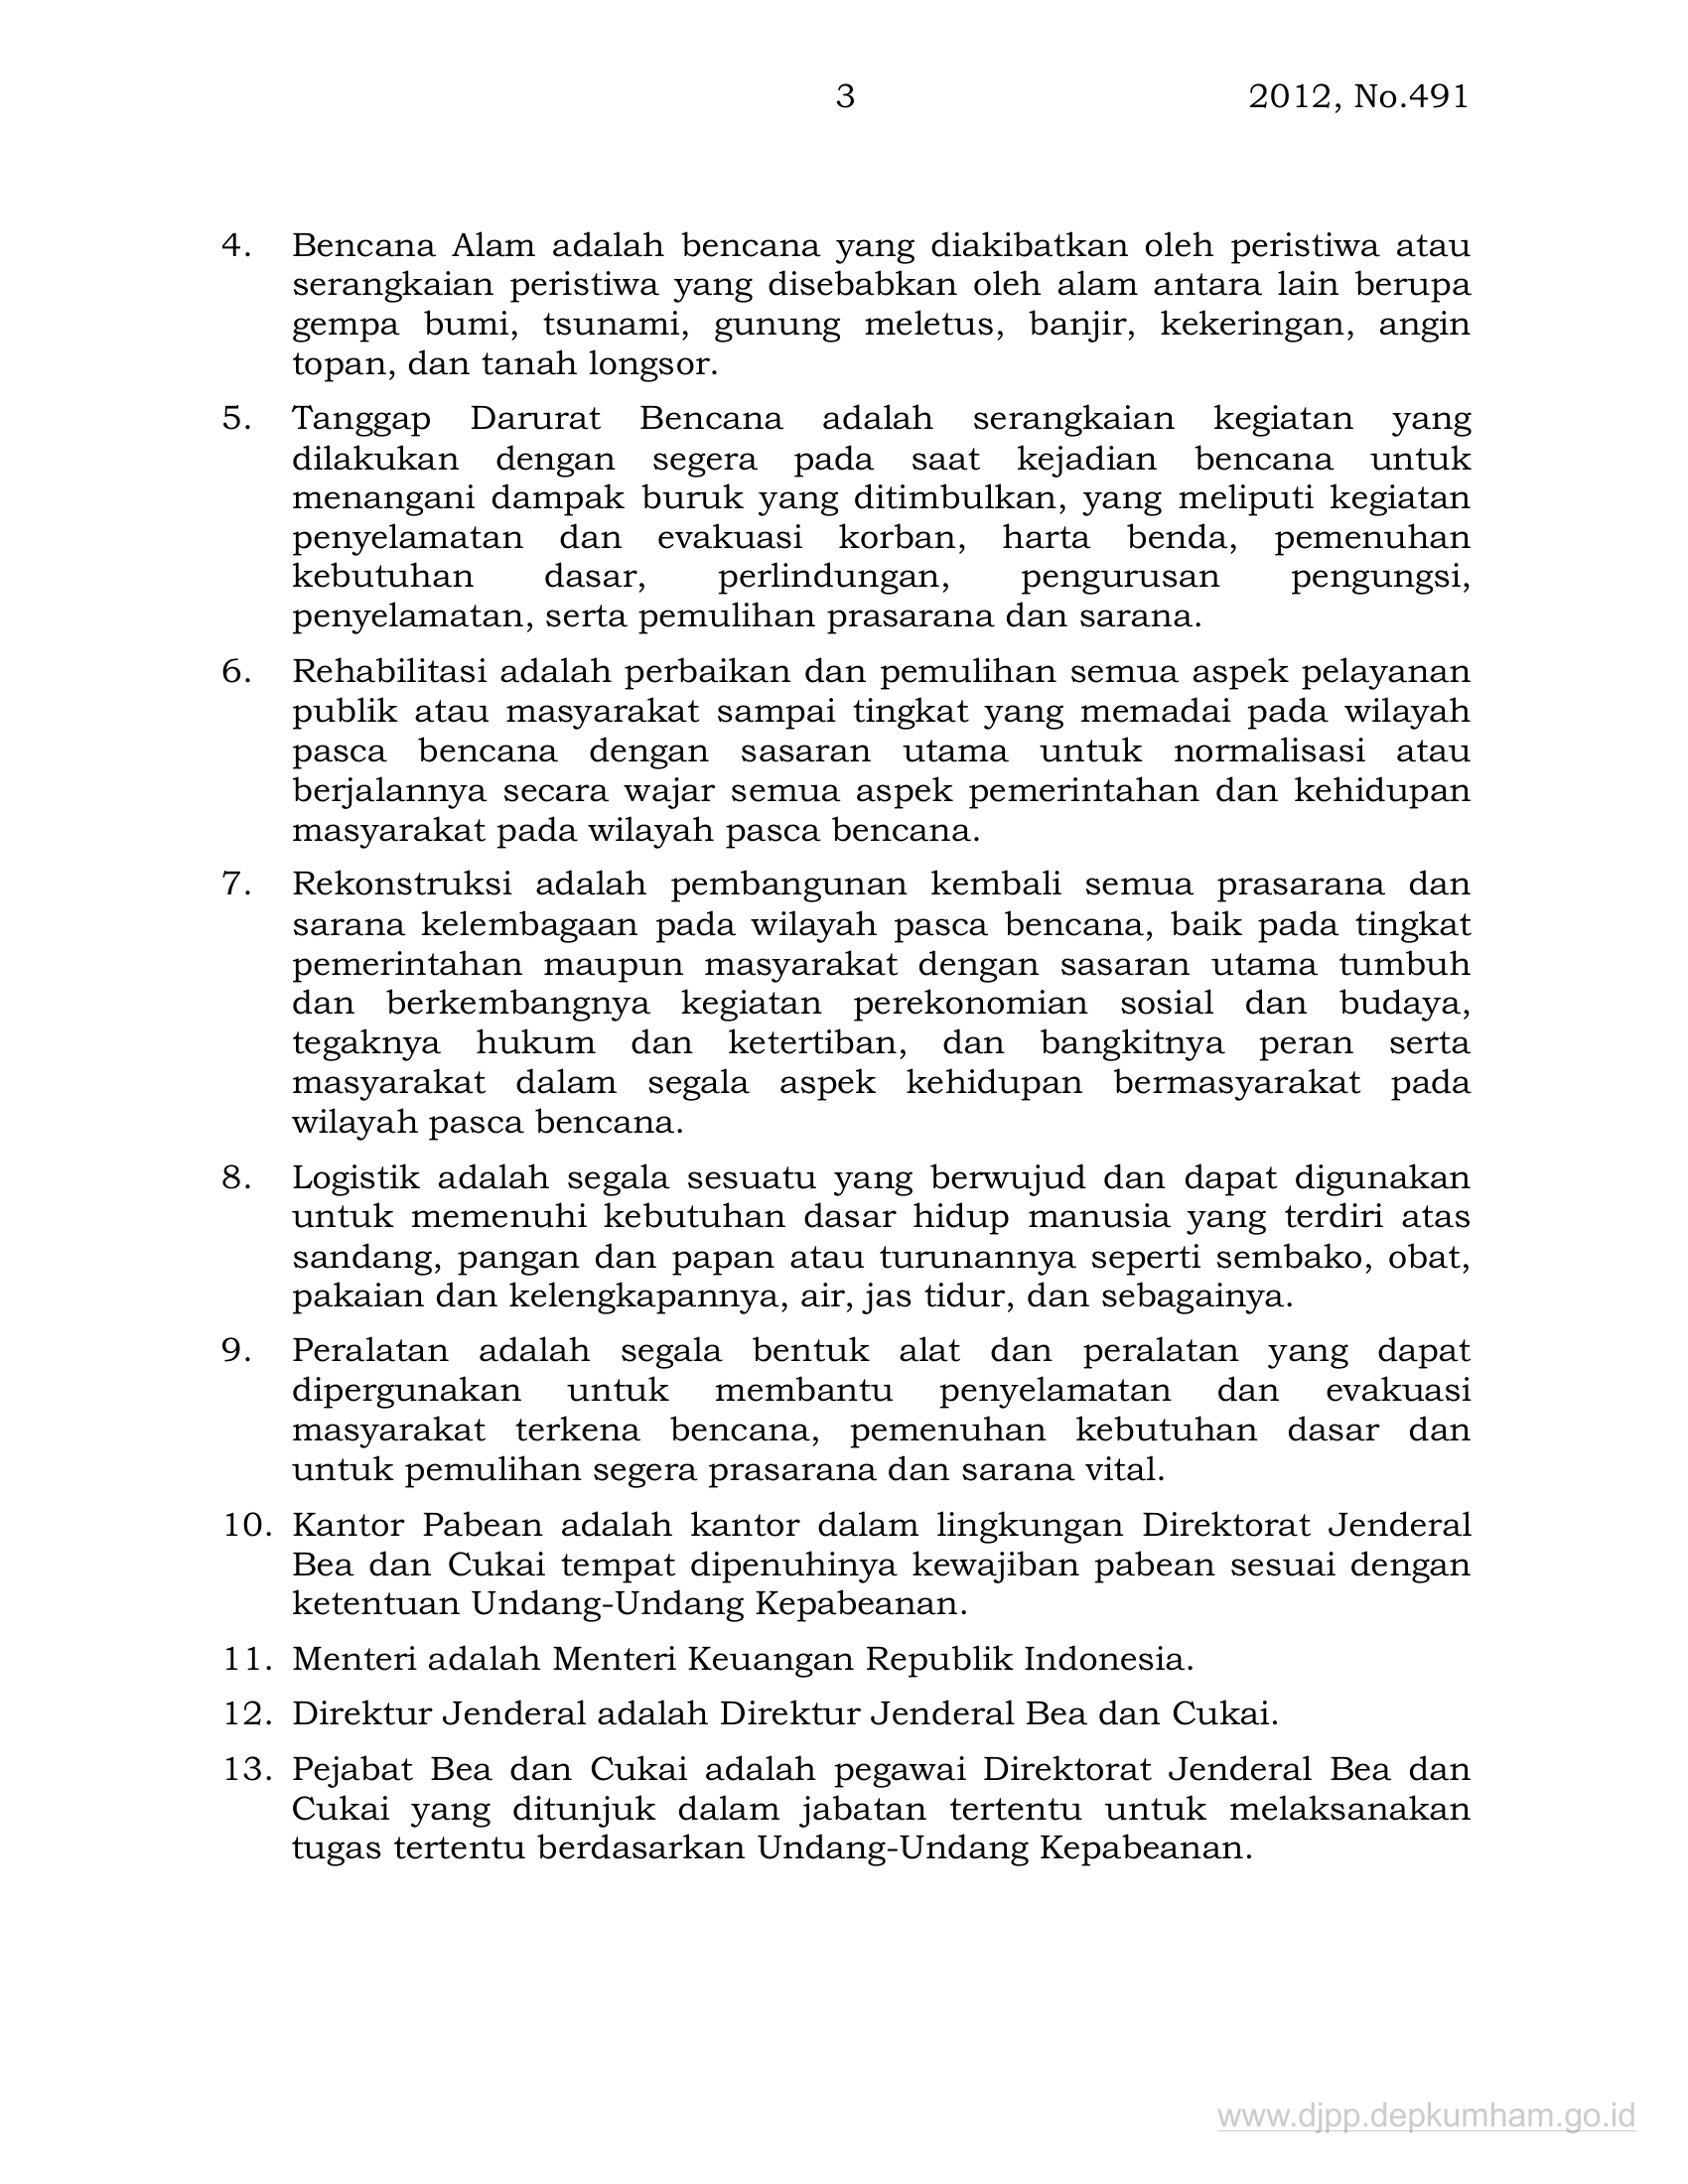 3
2012, No.491
4. Bencana Alam adalah bencana yang diakibatkan oleh peristiwa atau
serangkaian peristiwa yang disebabkan oleh alam antara lain berupa
gempa bumi, tsunami, gunung meletus, banjir, kekeringan, angin
topan, dan tanah longsor.
5. Tanggap Darurat Bencana adalah serangkaian kegiatan yang
dilakukan dengan segera pada saat kejadian bencana untuk
menangani dampak buruk yang ditimbulkan, yang meliputi kegiatan
penyelamatan dan evakuasi korban, harta benda, pemenuhan
kebutuhan dasar, perlindungan, pengurusan pengungsi,
penyelamatan, serta pemulihan prasarana dan sarana.
6. Rehabilitasi adalah perbaikan dan pemulihan semua aspek pelayanan
publik atau masyarakat sampai tingkat yang memadai pada wilayah
pasca bencana dengan sasaran utama untuk normalisasi atau
berjalannya secara wajar semua aspek pemerintahan dan kehidupan
masyarakat pada wilayah pasca bencana.
7. Rekonstruksi adalah pembangunan kembali semua prasarana dan
sarana kelembagaan pada wilayah pasca bencana, baik pada tingkat
pemerintahan maupun masyarakat dengan sasaran utama tumbuh
dan berkembangnya kegiatan perekonomian sosial dan budaya,
tegaknya hukum dan ketertiban, dan bangkitnya peran serta
masyarakat dalam segala aspek kehidupan bermasyarakat pada
wilayah pasca bencana.
8. Logistik adalah segala sesuatu yang berwujud dan dapat digunakan
untuk memenuhi kebutuhan dasar hidup manusia yang terdiri atas
sandang, pangan dan papan atau turunannya seperti sembako, obat,
pakaian dan kelengkapannya, air, jas tidur, dan sebagainya.
9. Peralatan adalah segala bentuk alat dan peralatan yang dapat
dipergunakan untuk membantu penyelamatan dan evakuasi
masyarakat terkena bencana, pemenuhan kebutuhan dasar dan
untuk pemulihan segera prasarana dan sarana vital.
10. Kantor Pabean adalah kantor dalam lingkungan Direktorat Jenderal
Bea dan Cukai tempat dipenuhinya kewajiban pabean sesuai dengan
ketentuan Undang-Undang Kepabeanan.
11. Menteri adalah Menteri Keuangan Republik Indonesia.
12. Direktur Jenderal adalah Direktur Jenderal Bea dan Cukai.
13. Pejabat Bea dan Cukai adalah pegawai Direktorat Jenderal Bea dan
Cukai yang ditunjuk dalam jabatan tertentu untuk melaksanakan
tugas tertentu berdasarkan Undang-Undang Kepabeanan.
www.djpp.depkumham.go.id